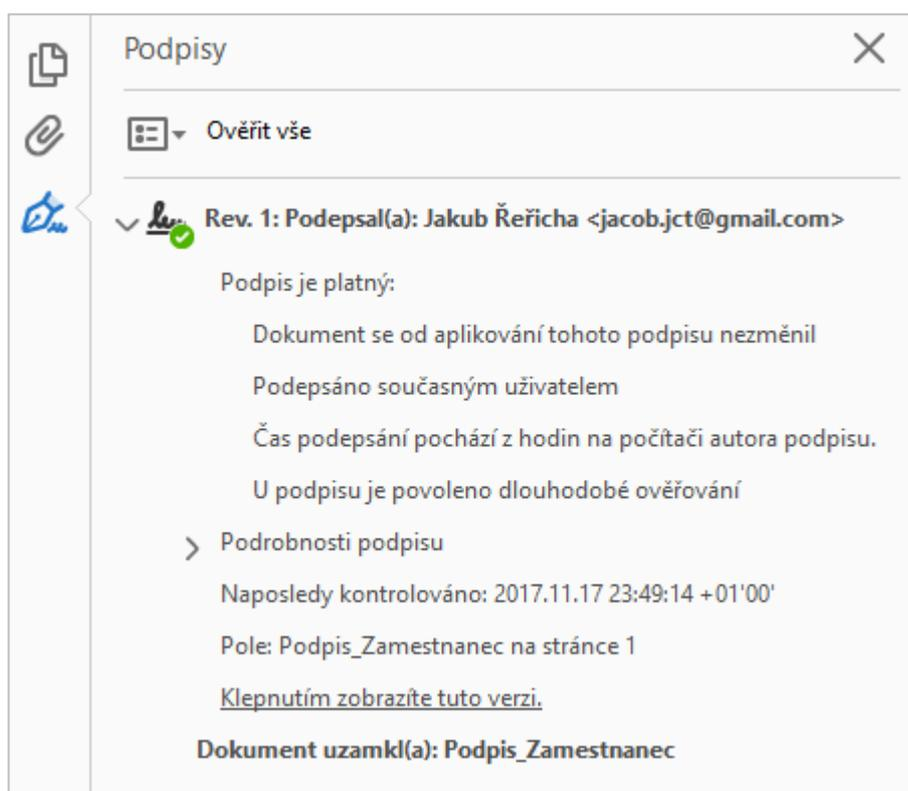 Podpisy
Ověřit vše
Rev. 1: Podepsal(a): Jakub Řeřicha <jacob.jct@gmail.com>
Podpis je platný:
Dokument se od aplikování tohoto podpisu nezměnil
Podepsáno současným uživatelem
Čas podepsání pochází z hodin na počítači autora podpisu.
U podpisu je povoleno dlouhodobé ověřování
Podrobnosti podpisu
Naposledy kontrolováno: 2017.11.17 23:49:14 +01'00'
Pole: Podpis_Zamestnanec na stránce 1
Klepnutím zobrazíte tuto verzi.
Dokument uzamkl(a): Podpis_Zamestnanec